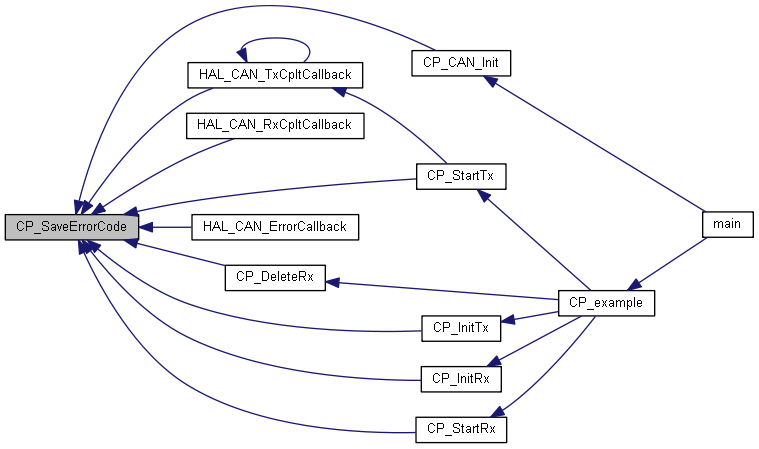 CP_CAN_Init
HAL_CAN_TxCpltCallback
HAL_CAN_RxCpltCallback
CP_StartTx
CP_SaveErrorCode
HAL_CAN_ErrorCallback
main
CP_DeleteRx
CP_example
CP_InitTx
CP_InitRx
CP_StartRx